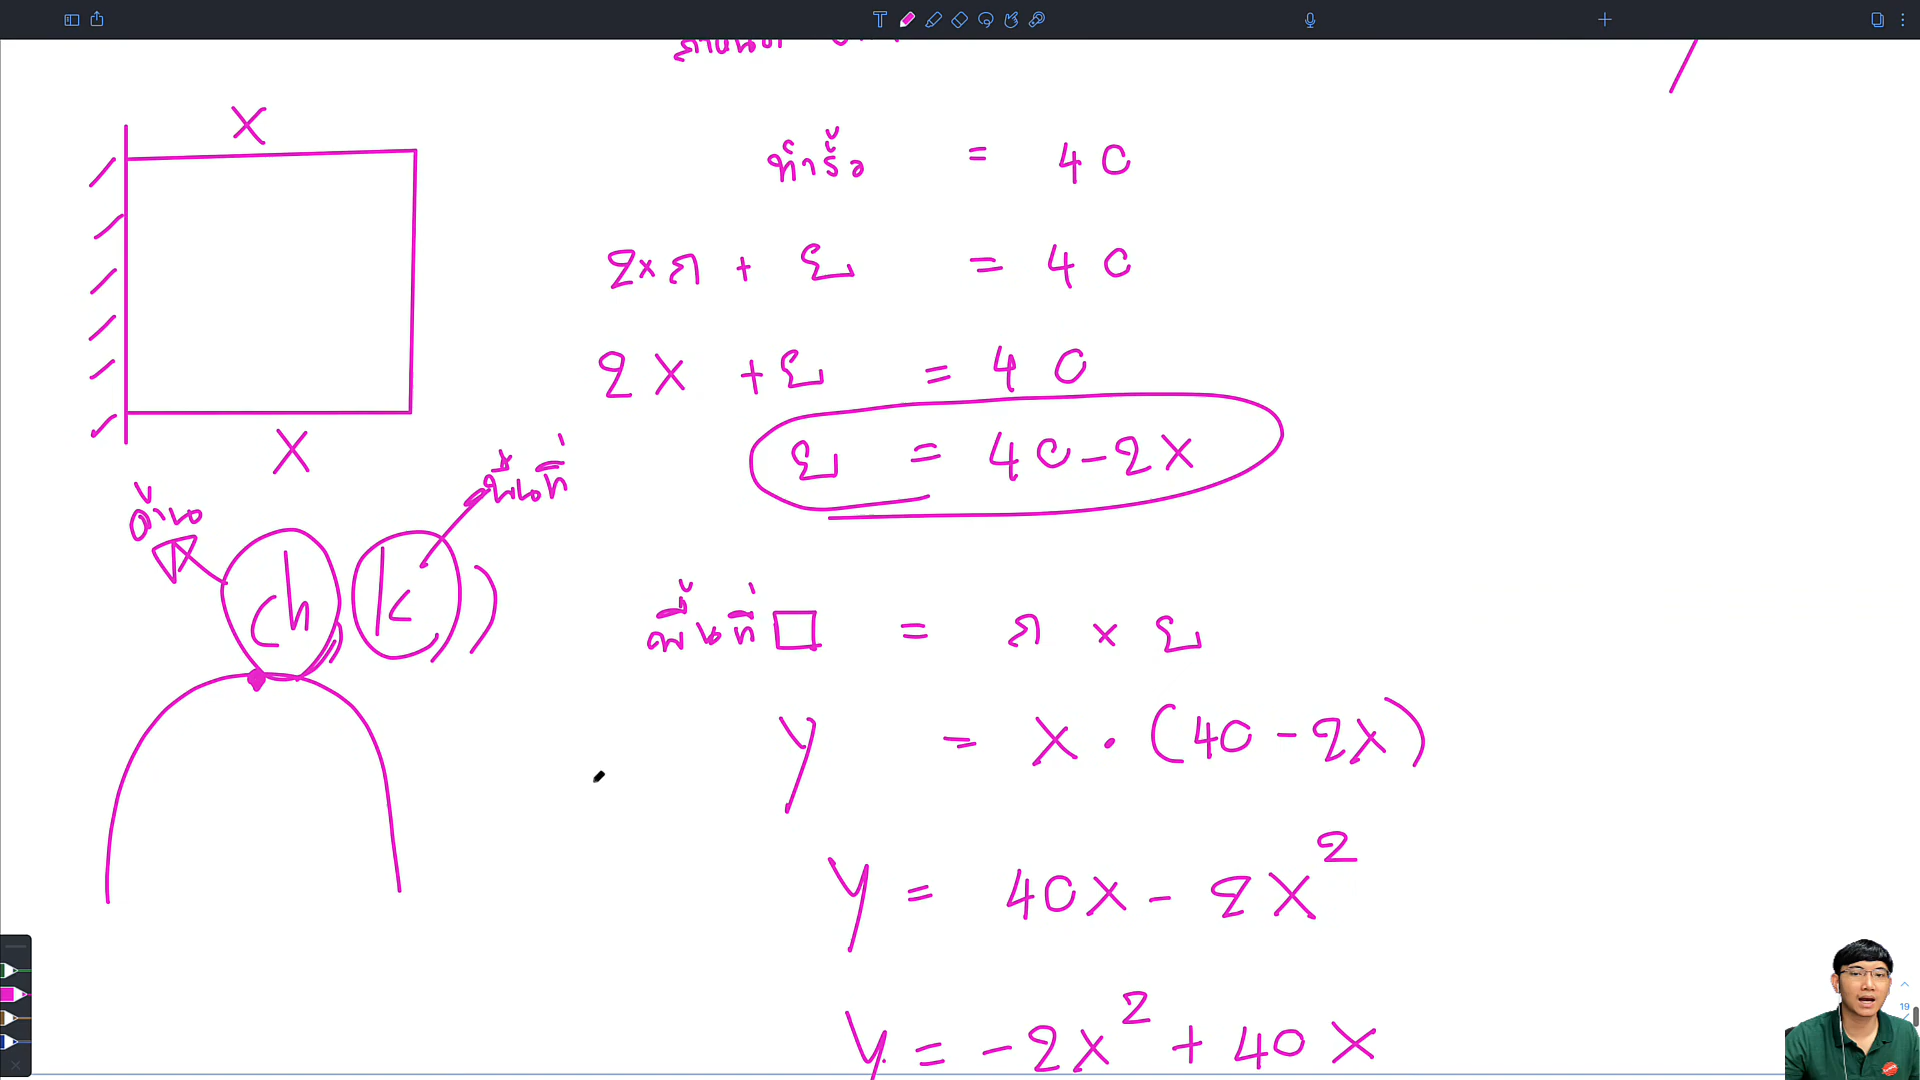 X
X
ทำรั้ว = 40
2×ก + ย = 40
2X + ย = 40
ย = 40 - 2X
ด้าน
พื้นที่
(h, k)
พื้นที่ □ = ก × ย
y = X · (40 - 2X)
y = 40X - 2X²
y = -2X² + 40X
19